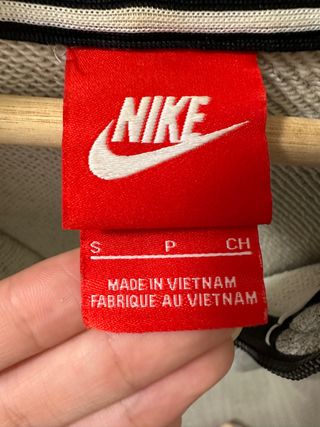 NIKE
S P CH
MADE IN VIETNAM
FABRIQUE AU VIETNAM